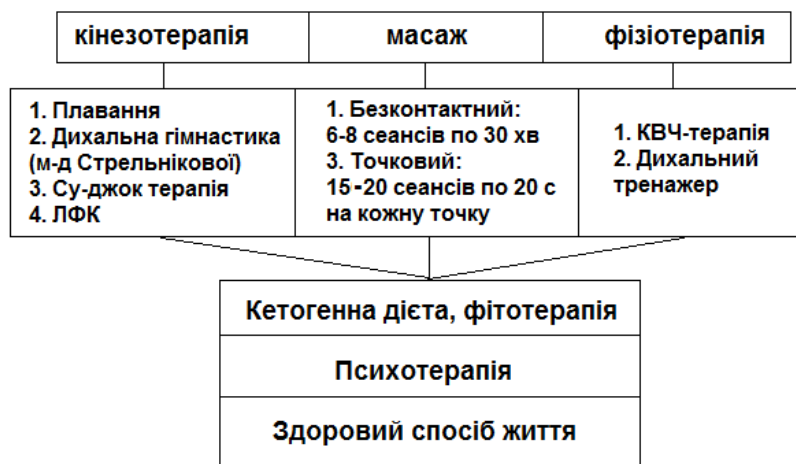 кінезотерапія
масаж
фізіотерапія
1. Плавання
2. Дихальна гімнастика
(м-д Стрельнікової)
3. Су-джок терапія
4. ЛФК
1. Безконтактний:
6-8 сеансів по 30 хв
3. Точковий:
15-20 сеансів по 20 с
на кожну точку
1. КВЧ-терапія
2. Дихальний
тренажер
Кетогенна дієта, фітотерапія
Психотерапія
Здоровий спосіб життя